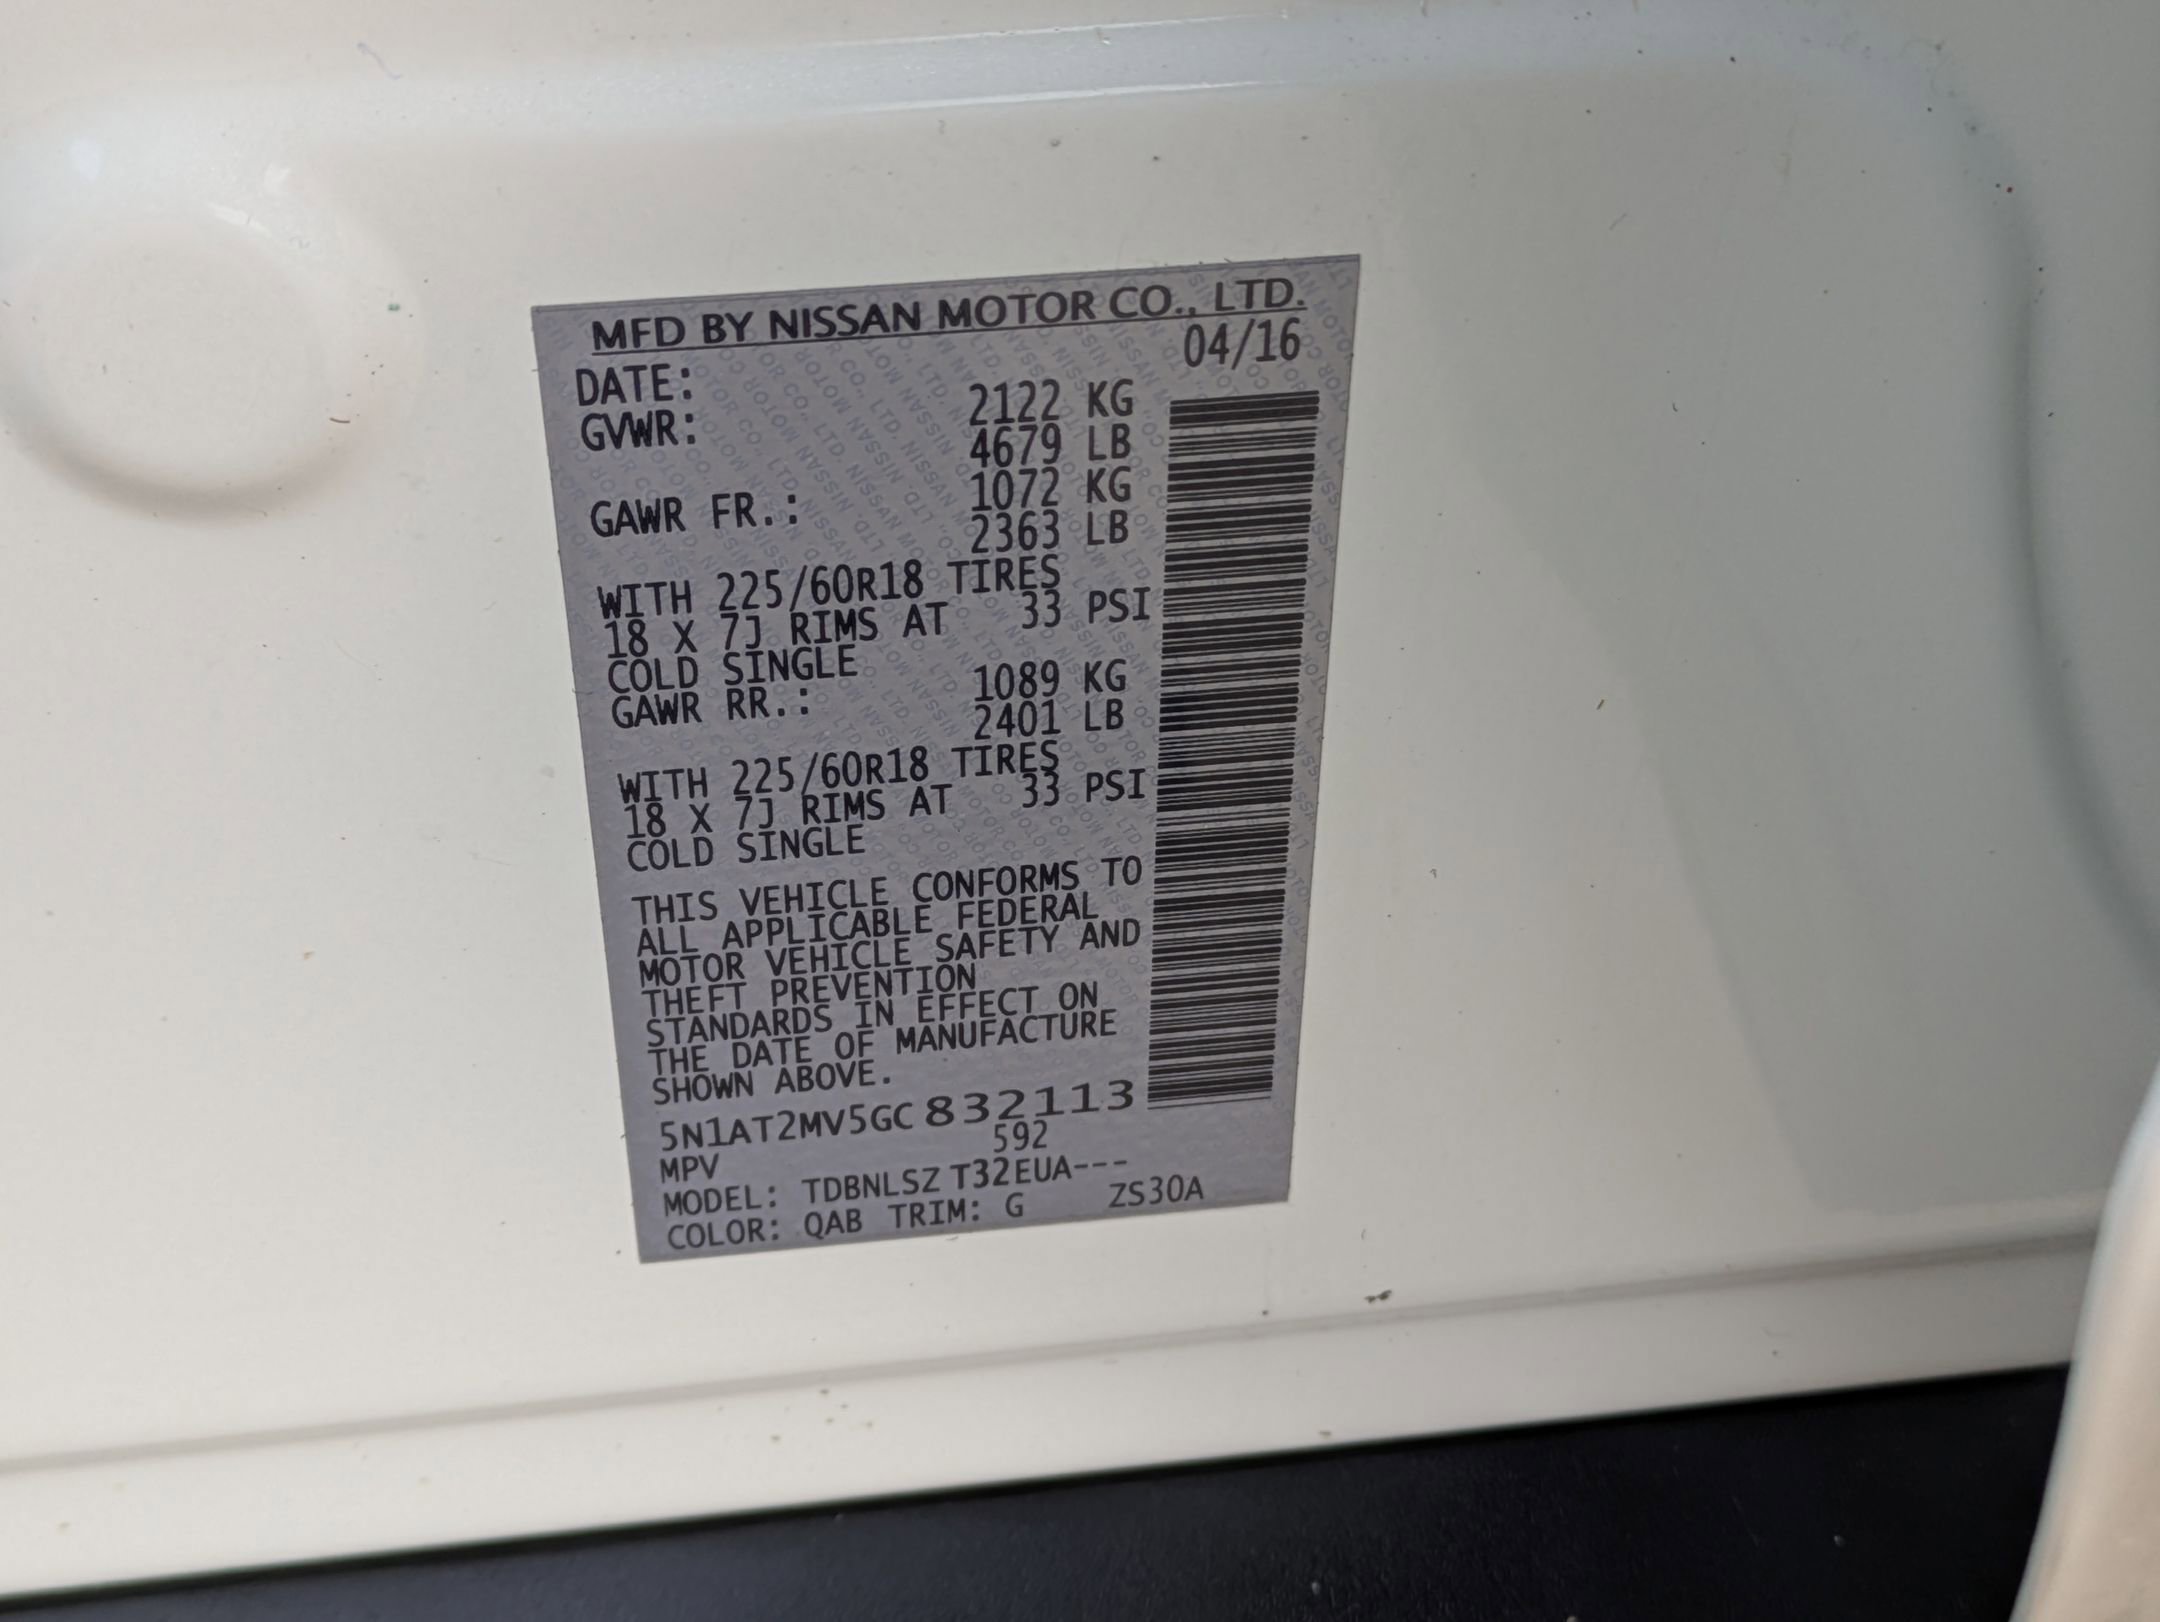 MFD BY NISSAN MOTOR CO., LTD.
DATE: 04/16
GVWR: 2122 KG
4679 LB
GAWR FR.: 1072 KG
2363 LB
WITH 225/60R18 TIRES
18 X 7J RIMS AT 33 PSI
COLD SINGLE
GAWR RR.: 1089 KG
2401 LB
WITH 225/60R18 TIRES
18 X 7J RIMS AT 33 PSI
COLD SINGLE
THIS VEHICLE CONFORMS TO
ALL APPLICABLE FEDERAL
MOTOR VEHICLE SAFETY AND
THEFT PREVENTION
STANDARDS IN EFFECT ON
THE DATE OF MANUFACTURE
SHOWN ABOVE.
5N1AT2MV5GC832113
MPV 592
MODEL: TDBNLSZ T32EUA---
COLOR: QAB TRIM: G ZS30A